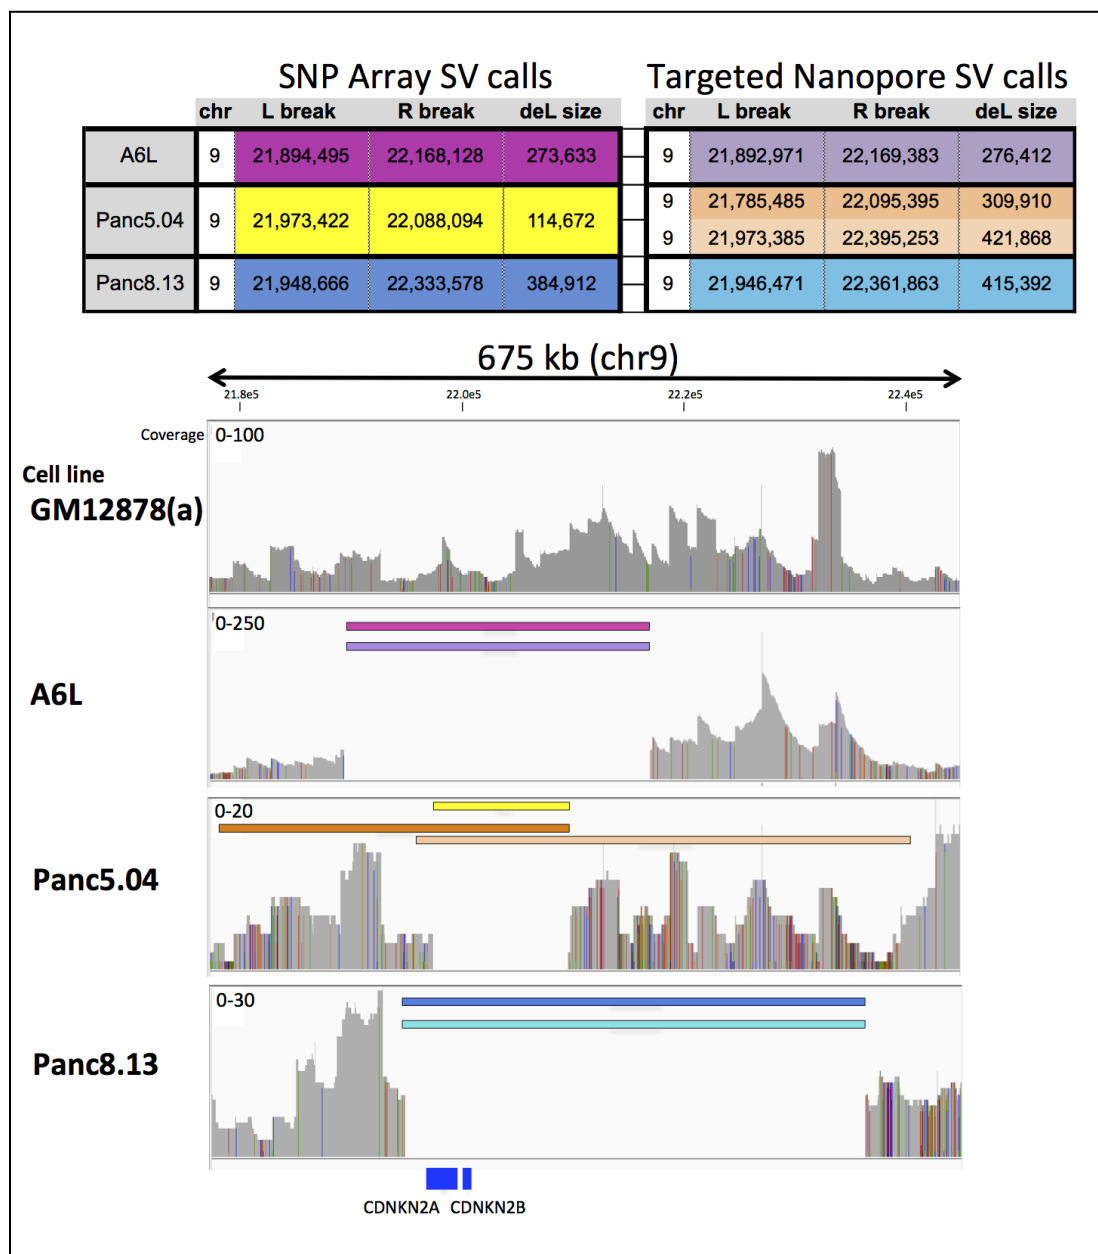 SNP Array SV calls Targeted Nanopore SV calls
chr L break R break deL size chr L break R break deL size
A6L 9 21,894,495 22,168,128 273,633 9 21,892,971 22,169,383 276,412
Panc5.04 9 21,973,422 22,088,094 114,672 9 21,785,485 22,095,395 309,910
9 21,973,385 22,395,253 421,868
Panc8.13 9 21,948,666 22,333,578 384,912 9 21,946,471 22,361,863 415,392
675 kb (chr9)
21.8e5 22.0e5 22.2e5 22.4e5
Coverage 0-100
Cell line
GM12878(a)
0-250
A6L
0-20
Panc5.04
0-30
Panc8.13
CDNKN2A CDNKN2B